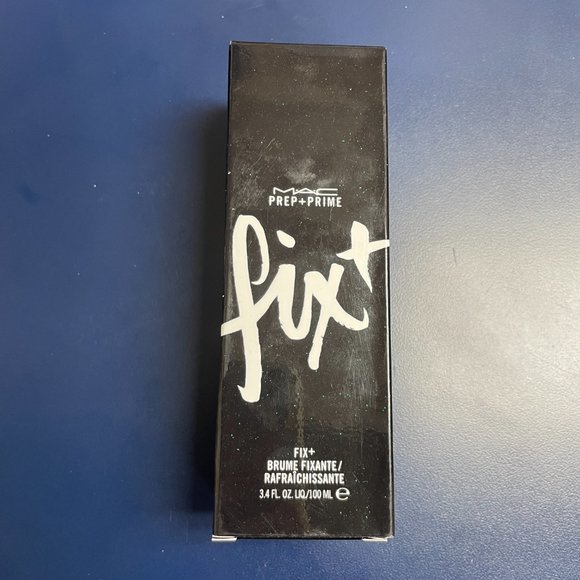 MAC
PREP+PRIME
fix+
FIX+
BRUME FIXANTE/
RAFRAÎCHISSANTE
3.4 FL. OZ. LIQ/100 ML ℮